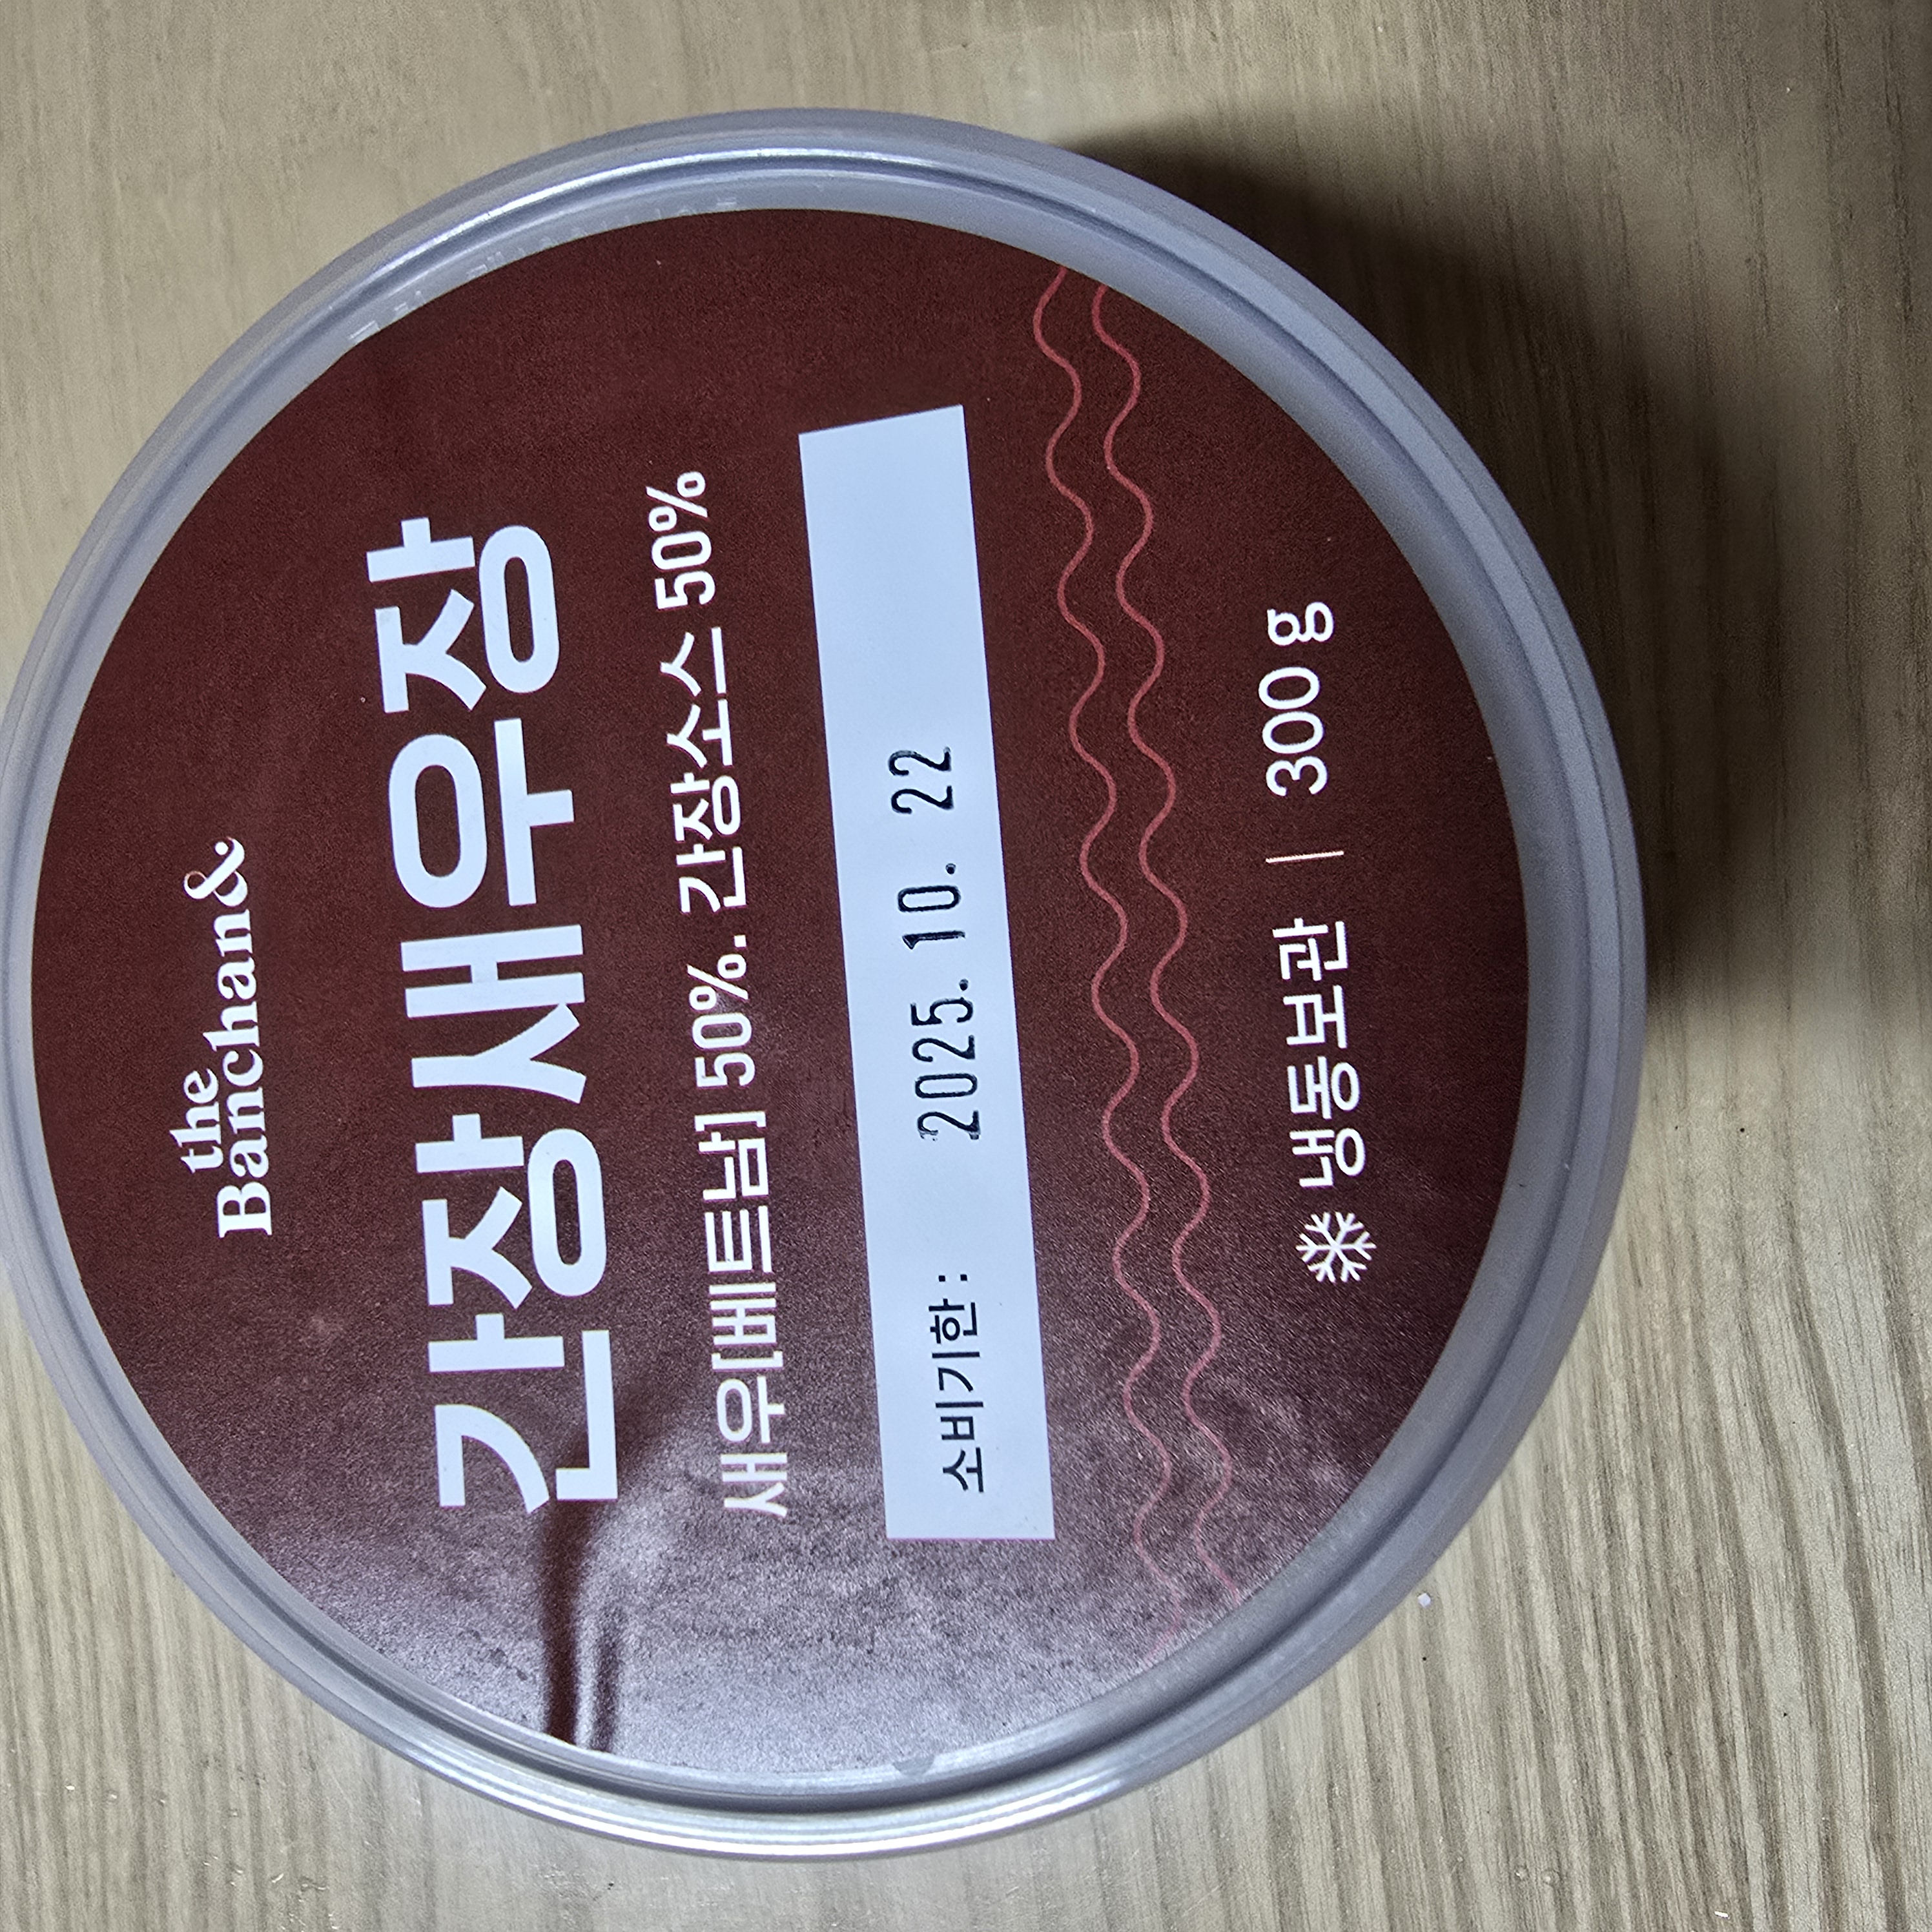 the
Banchan&
간장새우장
새우[베트남] 50%. 간장소스 50%
소비기한 : 2025. 10. 22
냉동보관 | 300 g